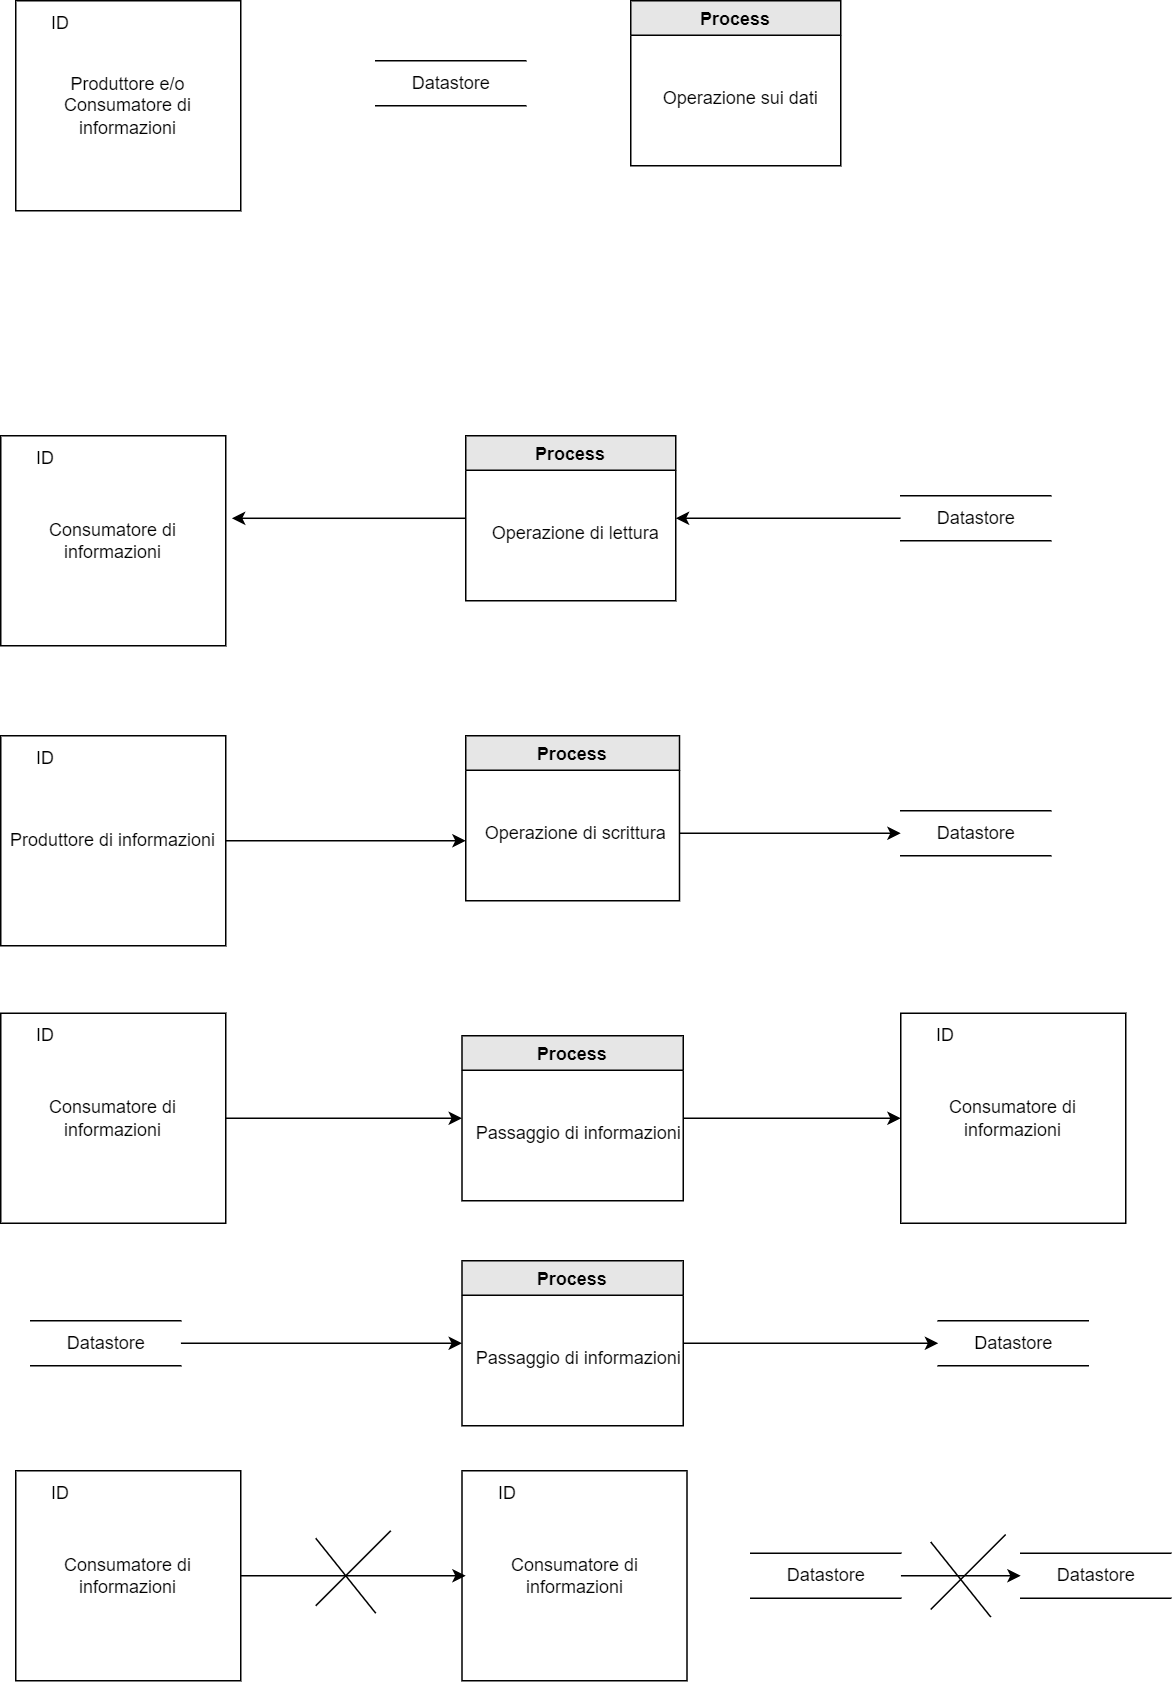 ID
Produttore e/o
Consumatore di
informazioni
Datastore
Process
Operazione sui dati
ID
Consumatore di
informazioni
Process
Operazione di lettura
Datastore
ID
Produttore di informazioni
Process
Operazione di scrittura
Datastore
ID
Consumatore di
informazioni
Process
Passaggio di informazioni
ID
Consumatore di
informazioni
Datastore
Process
Passaggio di informazioni
Datastore
ID
Consumatore di
informazioni
ID
Consumatore di
informazioni
Datastore
Datastore